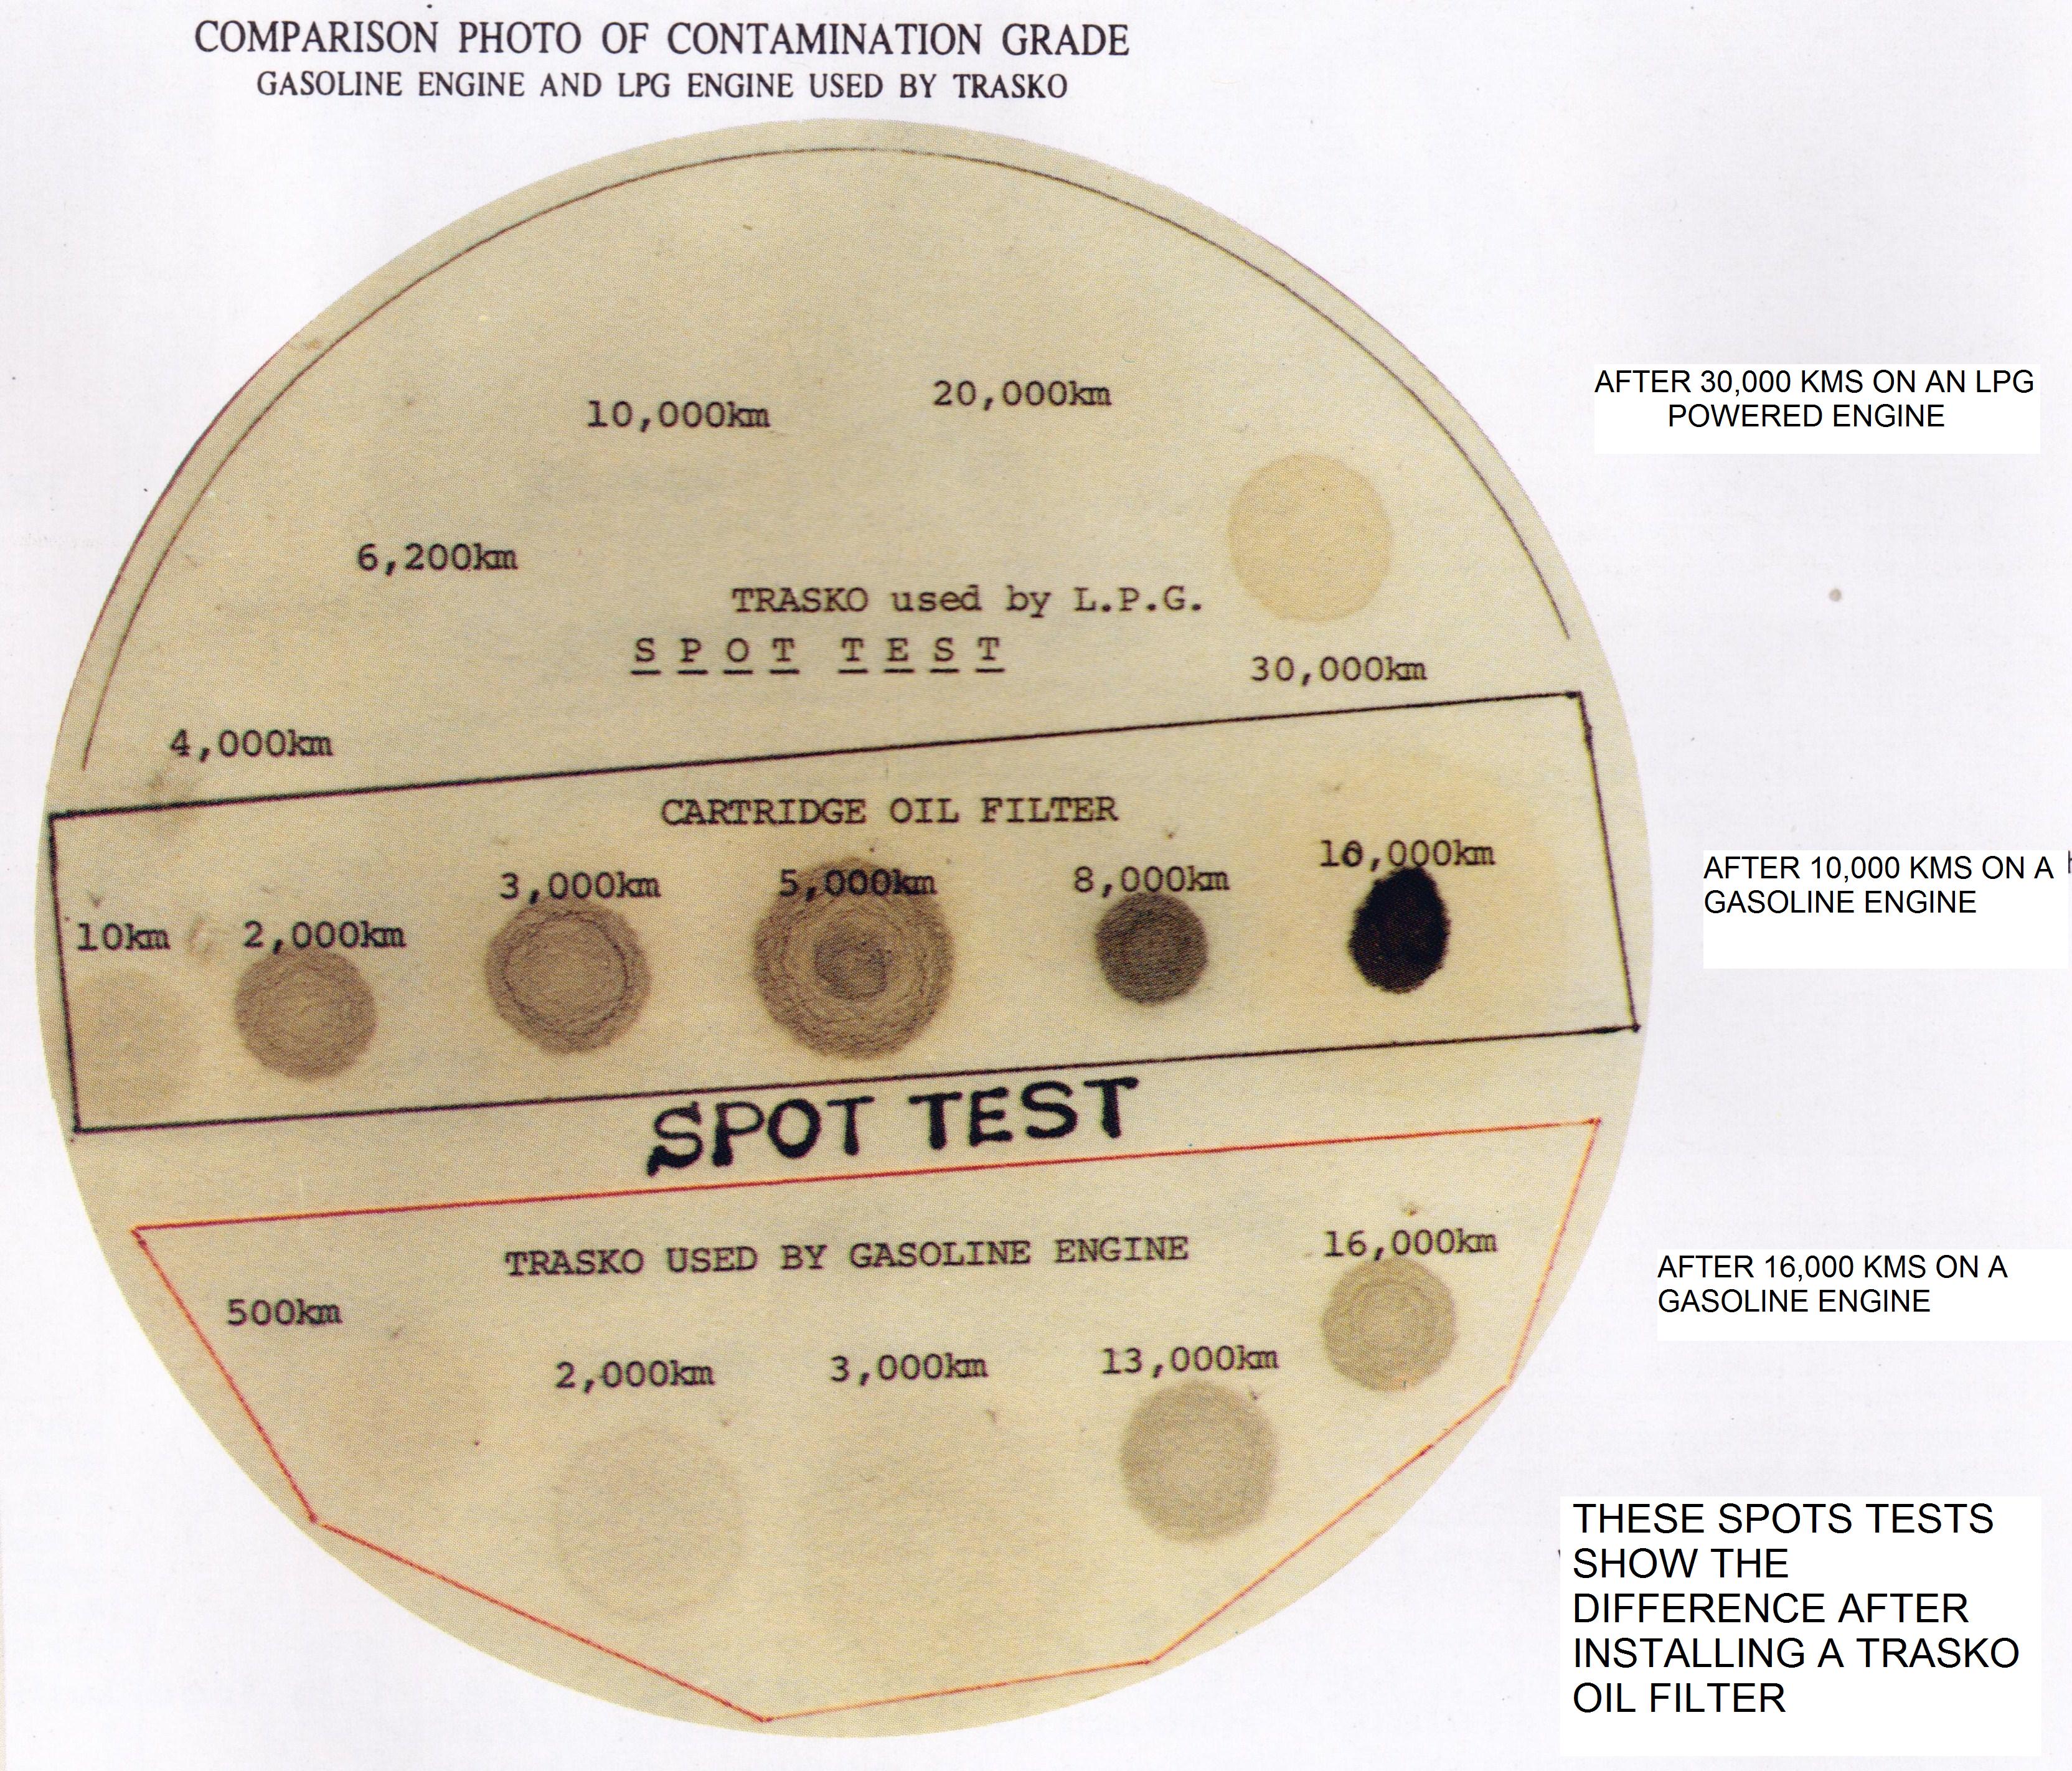 COMPARISON PHOTO OF CONTAMINATION GRADE
GASOLINE ENGINE AND LPG ENGINE USED BY TRASKO
AFTER 30,000 KMS ON AN LPG
POWERED ENGINE
10,000km
20,000km
6,200km
TRASKO used by L.P.G.
SPOT TEST
30,000km
4,000km
CARTRIDGE OIL FILTER
10km
2,000km
3,000km
5,000km
8,000km
10,000km
AFTER 10,000 KMS ON A
GASOLINE ENGINE
SPOT TEST
TRASKO USED BY GASOLINE ENGINE
16,000km
500km
2,000km
3,000km
13,000km
AFTER 16,000 KMS ON A
GASOLINE ENGINE
THESE SPOTS TESTS
SHOW THE
DIFFERENCE AFTER
INSTALLING A TRASKO
OIL FILTER